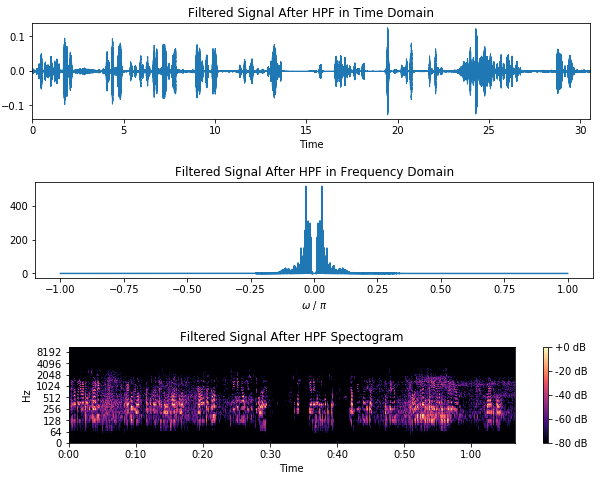 Filtered Signal After HPF in Time Domain
0.1
0.0
−0.1
0 5 10 15 20 25 30
Time
Filtered Signal After HPF in Frequency Domain
400
200
0
−1.00 −0.75 −0.50 −0.25 0.00 0.25 0.50 0.75 1.00
ω / π
Filtered Signal After HPF Spectogram
8192
4096
2048
1024
512
256
128
64
0
Hz
0:00 0:10 0:20 0:30 0:40 0:50 1:00
Time
+0 dB
-20 dB
-40 dB
-60 dB
-80 dB